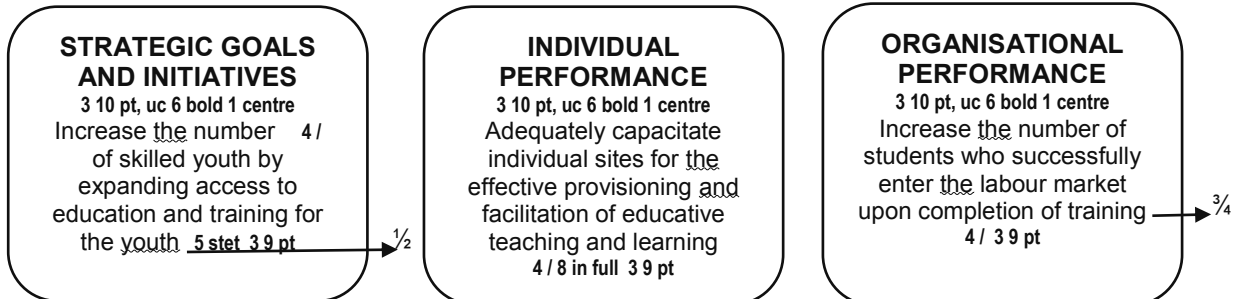 STRATEGIC GOALS
AND INITIATIVES
3 10 pt, uc 6 bold 1 centre
Increase the number 4 /
of skilled youth by
expanding access to
education and training for
the youth 5 stet 3 9 pt
½
INDIVIDUAL
PERFORMANCE
3 10 pt, uc 6 bold 1 centre
Adequately capacitate
individual sites for the
effective provisioning and
facilitation of educative
teaching and learning
4 / 8 in full 3 9 pt
ORGANISATIONAL
PERFORMANCE
3 10 pt, uc 6 bold 1 centre
Increase the number of
students who successfully
enter the labour market
upon completion of training
¾
4 / 3 9 pt